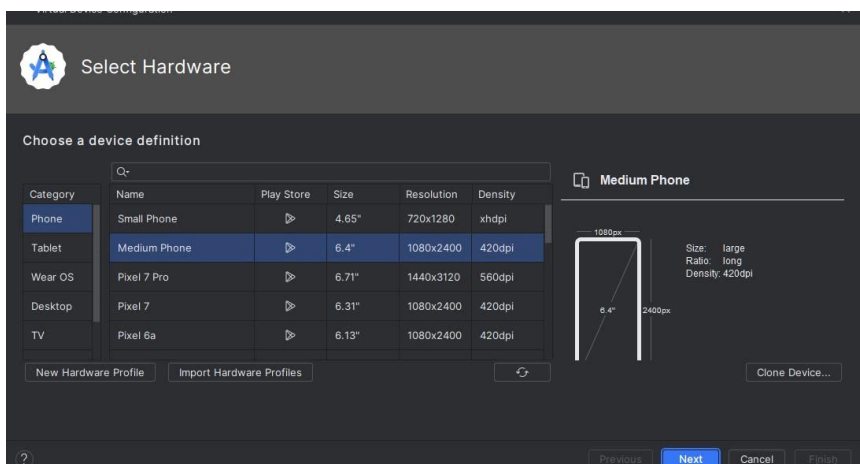 Virtual Device Configuration
Select Hardware
Choose a device definition
Category Name Play Store Size Resolution Density
Phone Small Phone 4.65" 720x1280 xhdpi
Tablet Medium Phone 6.4" 1080x2400 420dpi
Wear OS Pixel 7 Pro 6.71" 1440x3120 560dpi
Desktop Pixel 7 6.31" 1080x2400 420dpi
TV Pixel 6a 6.13" 1080x2400 420dpi
New Hardware Profile Import Hardware Profiles
Medium Phone
1080px
6.4" 2400px
Size: large
Ratio: long
Density: 420dpi
Clone Device...
? Previous Next Cancel Finish